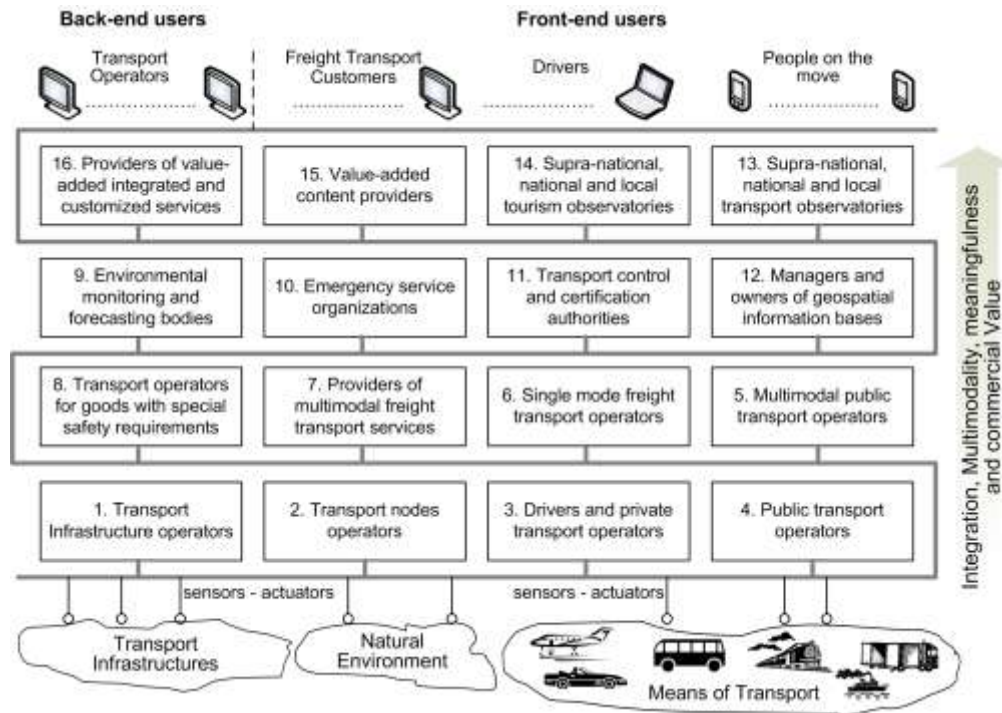 Back-end users
Front-end users
Transport
Operators
Freight Transport
Customers
Drivers
People on the
move
16. Providers of value-
added integrated and
customized services
15. Value-added
content providers
14. Supra-national,
national and local
tourism observatories
13. Supra-national,
national and local
transport observatories
9. Environmental
monitoring and
forecasting bodies
10. Emergency service
organizations
11. Transport control
and certification
authorities
12. Managers and
owners of geospatial
information bases
8. Transport operators
for goods with special
safety requirements
7. Providers of
multimodal freight
transport services
6. Single mode freight
transport operators
5. Multimodal public
transport operators
1. Transport
Infrastructure operators
2. Transport nodes
operators
3. Drivers and private
transport operators
4. Public transport
operators
Integration, Multimodality, meaningfulness
and commercial Value
sensors - actuators
sensors - actuators
Transport
Infrastructures
Natural
Environment
Means of Transport